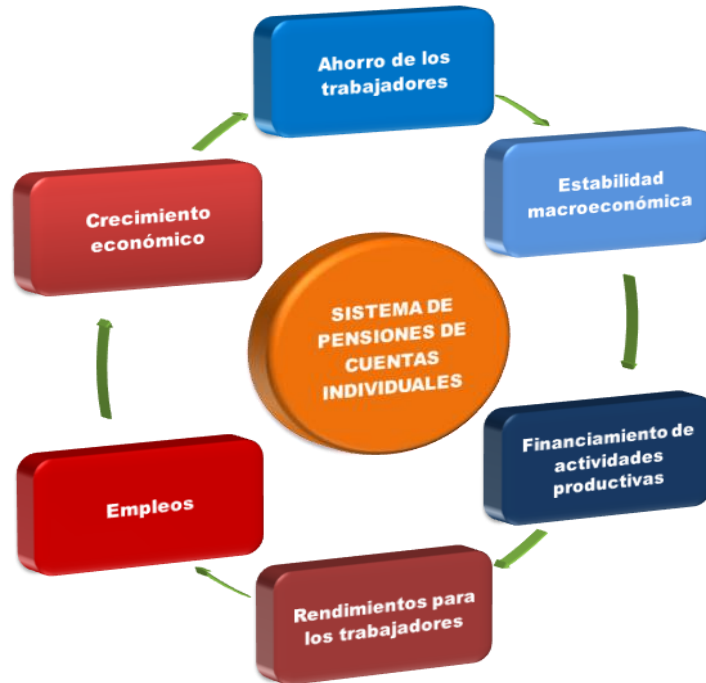 Ahorro de los
trabajadores
Estabilidad
macroeconómica
Crecimiento
económico
SISTEMA DE
PENSIONES DE
CUENTAS
INDIVIDUALES
Financiamiento de
actividades
productivas
Empleos
Rendimientos para
los trabajadores